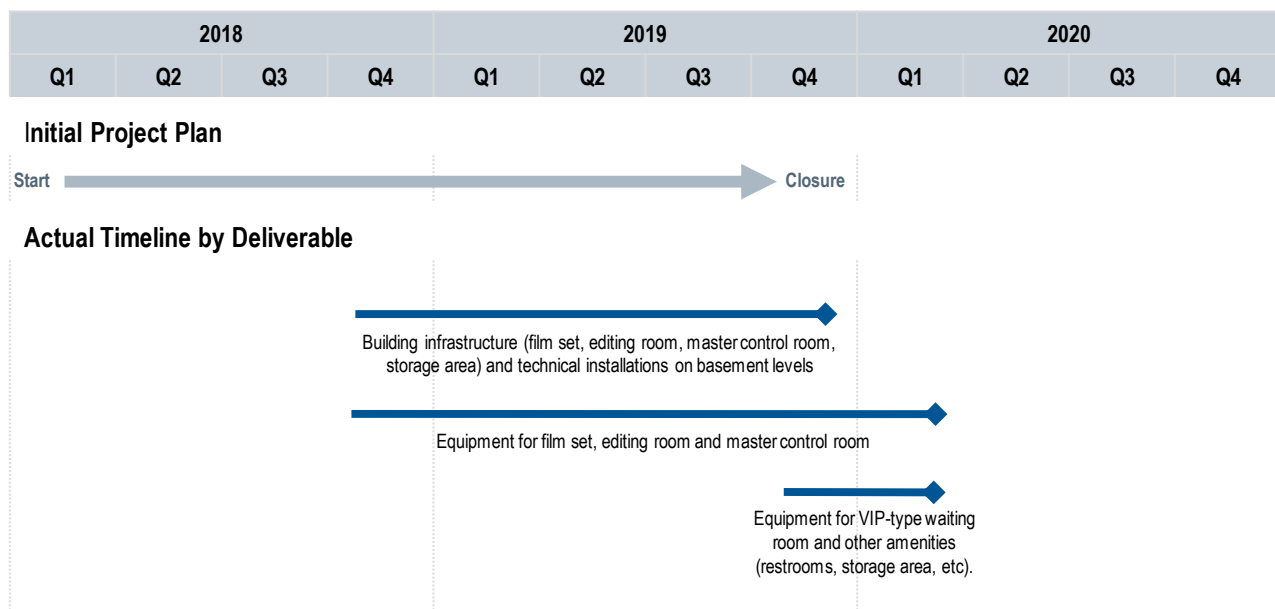 2018 2019 2020
Q1 Q2 Q3 Q4 Q1 Q2 Q3 Q4 Q1 Q2 Q3 Q4
Initial Project Plan
Start Closure
Actual Timeline by Deliverable
Building infrastructure (film set, editing room, master control room,
storage area) and technical installations on basement levels
Equipment for film set, editing room and master control room
Equipment for VIP-type waiting
room and other amenities
(restrooms, storage area, etc).